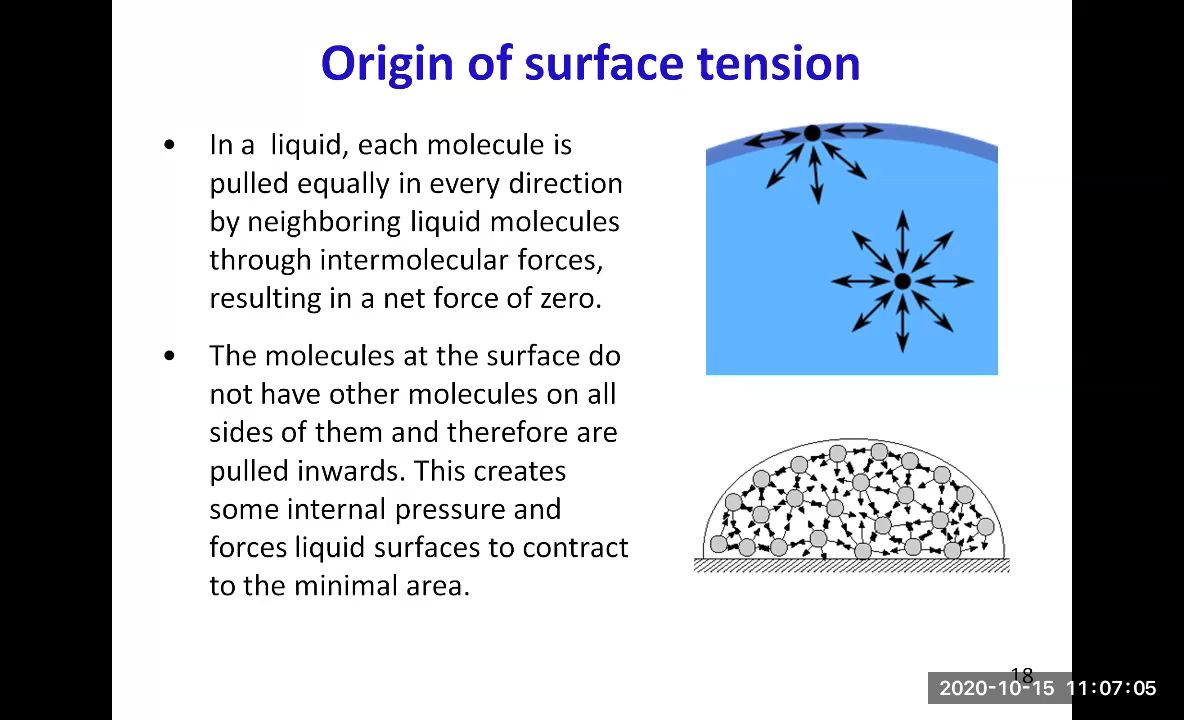 Origin of surface tension
• In a liquid, each molecule is
pulled equally in every direction
by neighboring liquid molecules
through intermolecular forces,
resulting in a net force of zero.
• The molecules at the surface do
not have other molecules on all
sides of them and therefore are
pulled inwards. This creates
some internal pressure and
forces liquid surfaces to contract
to the minimal area.
18
2020-10-15 11:07:05